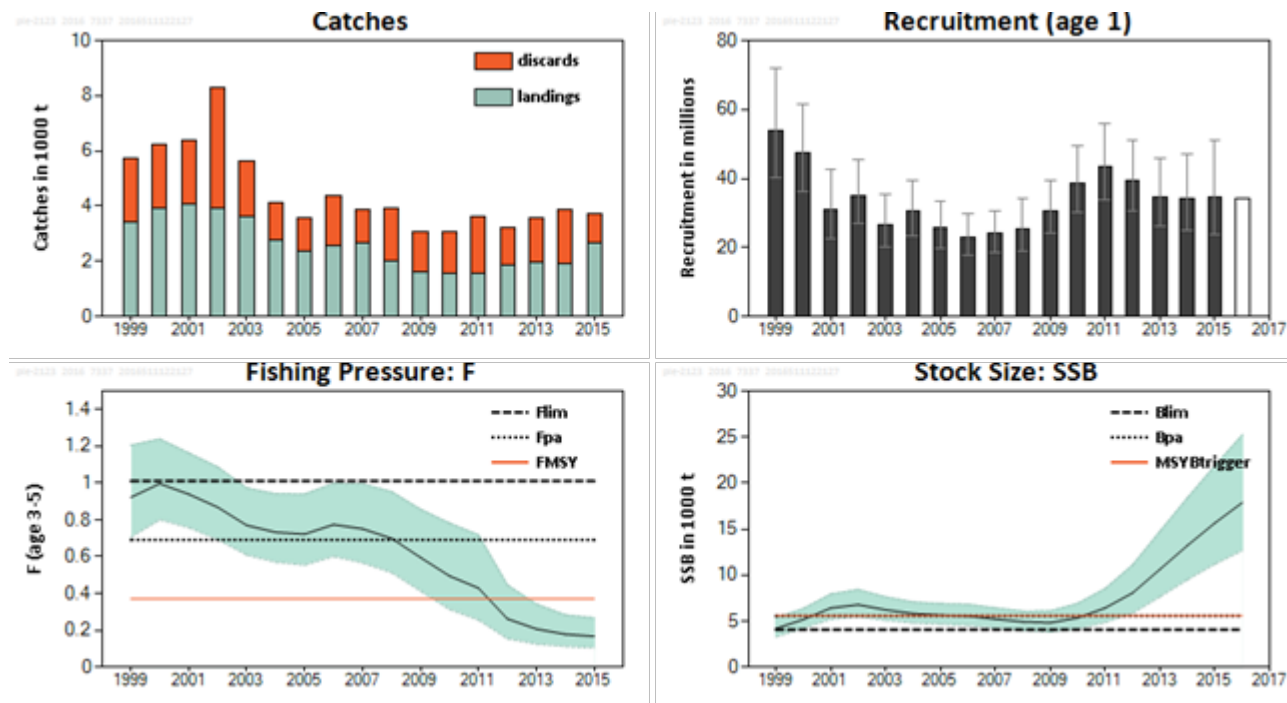 Catches
10
8
6
4
2
0
Catches in 1000 t
discards
landings
1999 2001 2003 2005 2007 2009 2011 2013 2015
Recruitment (age 1)
80
60
40
20
0
Recruitment in millions
1999 2001 2003 2005 2007 2009 2011 2013 2015 2017
Fishing Pressure: F
1.4
1.2
1
0.8
0.6
0.4
0.2
0
F (age 3-5)
Flim
Fpa
FMSY
1999 2001 2003 2005 2007 2009 2011 2013 2015
Stock Size: SSB
30
25
20
15
10
5
0
SSB in 1000 t
Blim
Bpa
MSYBtrigger
1999 2001 2003 2005 2007 2009 2011 2013 2015 2017